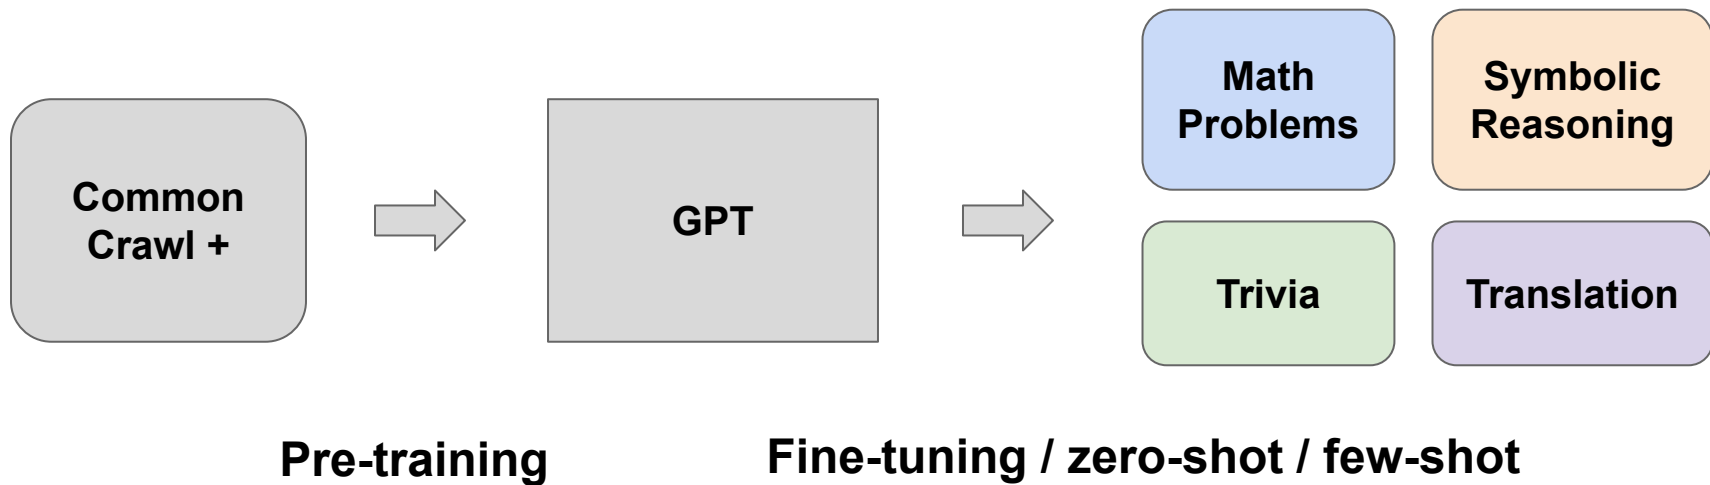 Common
Crawl +
GPT
Math
Problems
Symbolic
Reasoning
Trivia
Translation
Pre-training
Fine-tuning / zero-shot / few-shot